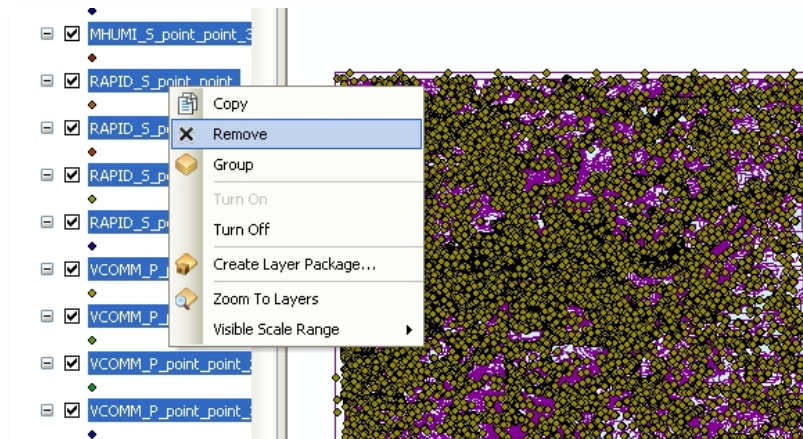 MHUMI_S_point_point_3
RAPID_S_point_point
RAPID_S_p
RAPID_S_p
RAPID_S_p
VCOMM_P_
VCOMM_P_
VCOMM_P_point_point_
VCOMM_P_point_point_
Copy
Remove
Group
Turn On
Turn Off
Create Layer Package...
Zoom To Layers
Visible Scale Range